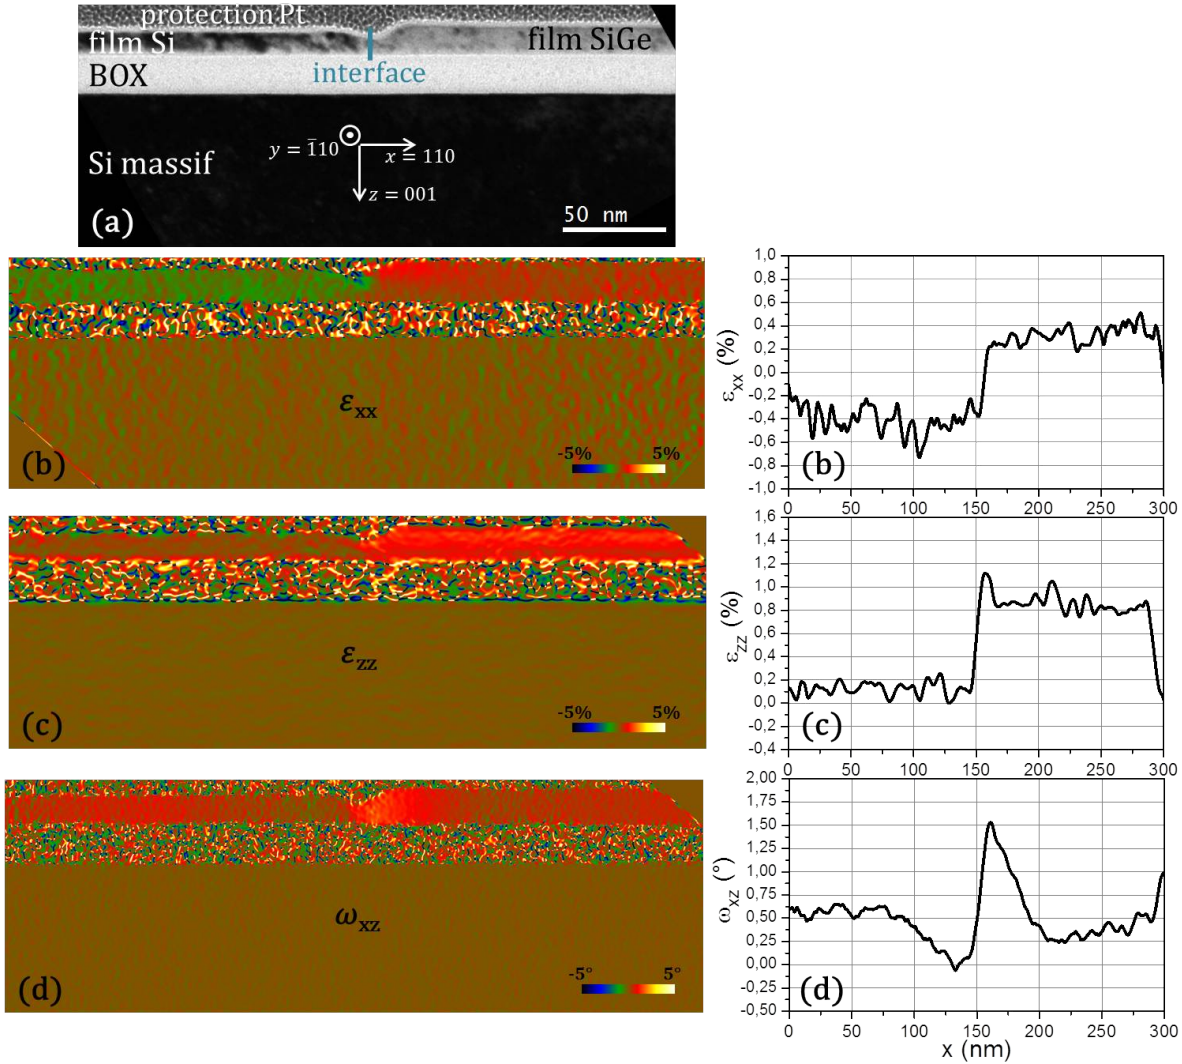 protection Pt
film Si
film SiGe
BOX
interface
y = 1̄10
x = 110
Si massif
z = 001
(a)
50 nm
εxx
-5% 5%
(b)
1,0
0,8
0,6
0,4
0,2
0,0
-0,2
-0,4
-0,6
-0,8
-1,0
εxx (%)
(b)
0 50 100 150 200 250 300
εzz
-5% 5%
(c)
1,6
1,4
1,2
1,0
0,8
0,6
0,4
0,2
0,0
-0,2
-0,4
εzz (%)
(c)
0 50 100 150 200 250 300
ωxz
-5° 5°
(d)
2,00
1,75
1,50
1,25
1,00
0,75
0,50
0,25
0,00
-0,25
-0,50
ωxz (°)
(d)
0 50 100 150 200 250 300
x (nm)